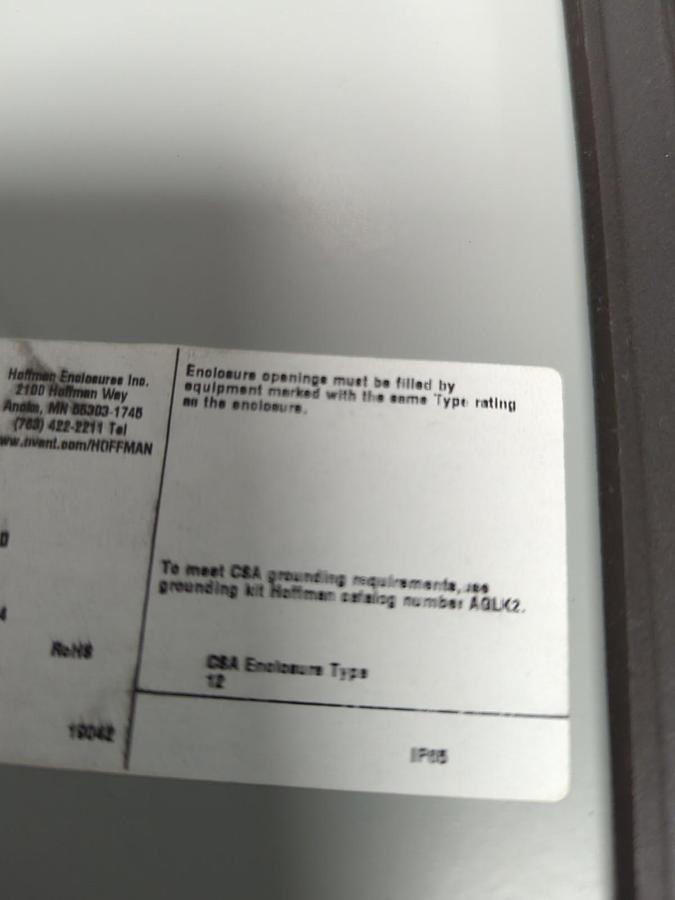 Hoffman Enclosures Inc.
2100 Hoffman Way
Anoka, MN 55303-1745
(763) 422-2211 Tel
ww.nvent.com/HOFFMAN
D
4
RoHS
19042
Enclosure openings must be filled by
equipment marked with the same Type rating
as the enclosure.
To meet CSA grounding requirements, use
grounding kit Hoffman catalog number
CSA Enclosure Type
12